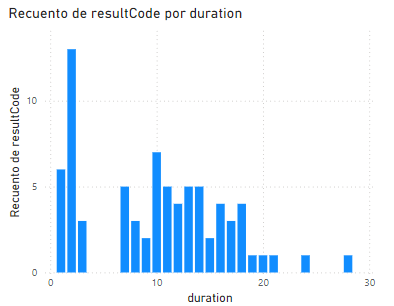 Recuento de resultCode por duration
Recuento de resultCode
10
5
0
0
10
20
30
duration